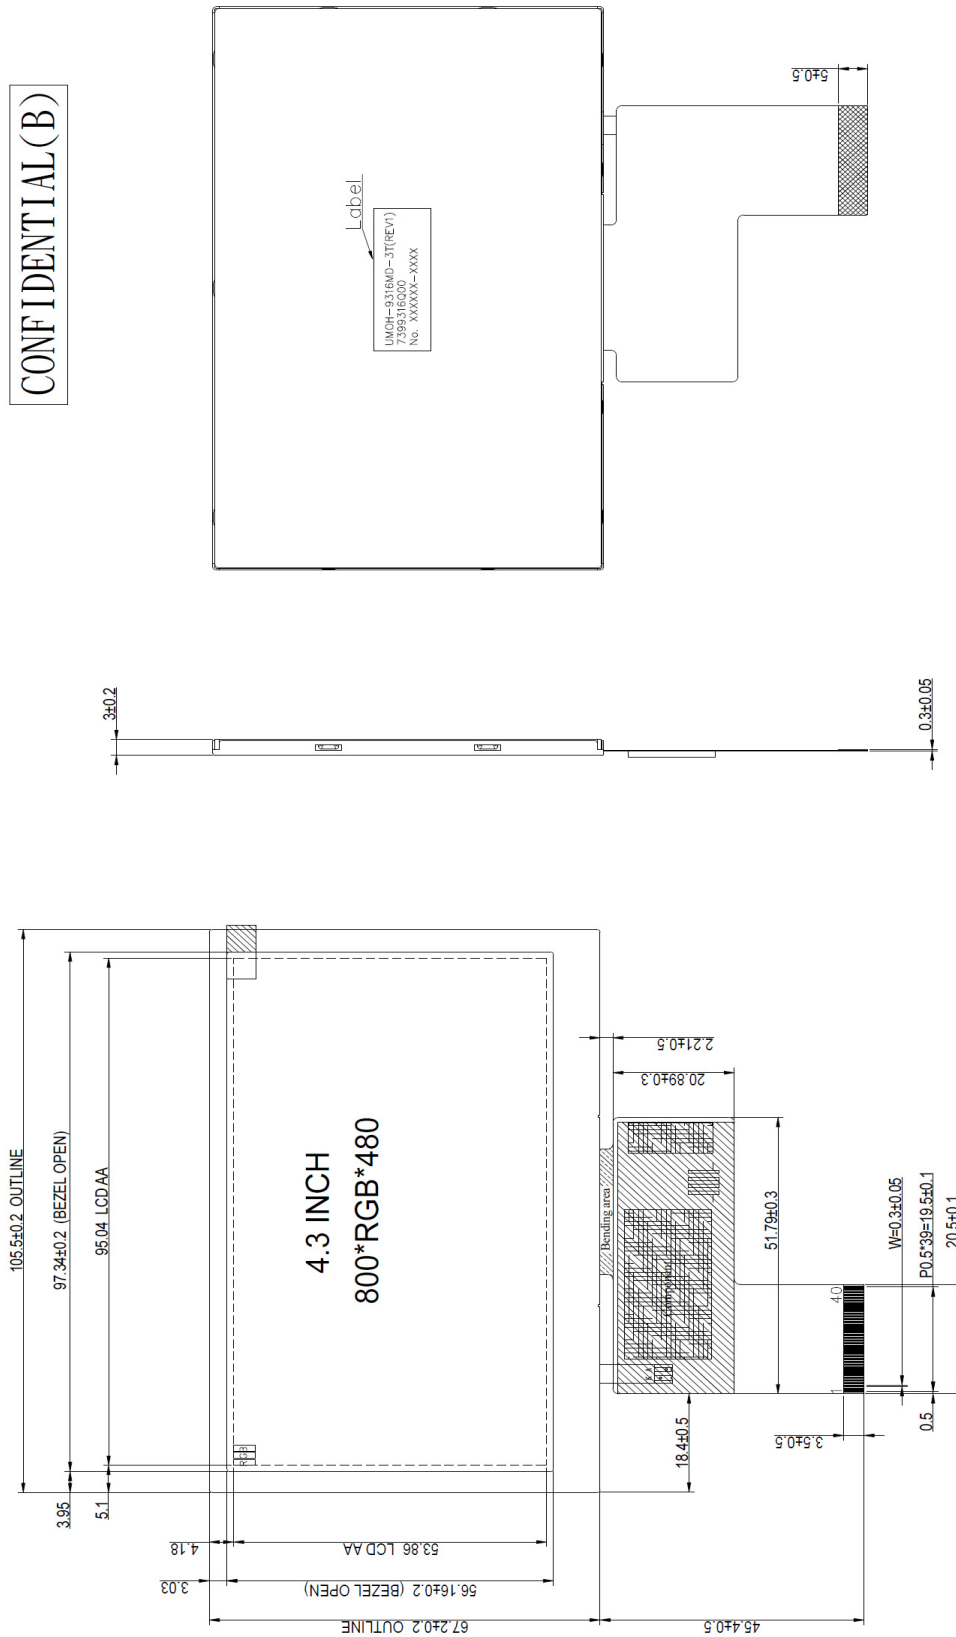 CONFIDENTIAL(B)
5±0.5
Label
UMOH-9316MD-3T(REV1)
7399316Q00
No. XXXXXX-XXXX
3±0.2
0.3±0.05
105.5±0.2 OUTLINE
97.34±0.2 (BEZEL OPEN)
95.04 LCD AA
3.95
5.1
4.3 INCH
800*RGB*480
RGB
4.18
53.86 LCD AA
3.03
56.16±0.2 (BEZEL OPEN)
67.2±0.2 OUTLINE
45.4±0.5
2.21±0.5
20.89±0.3
Bending area
Component
K A
51.79±0.3
18.4±0.5
1
40
3.5±0.5
0.5
W=0.3±0.05
P0.5*39=19.5±0.1
20.5±0.1